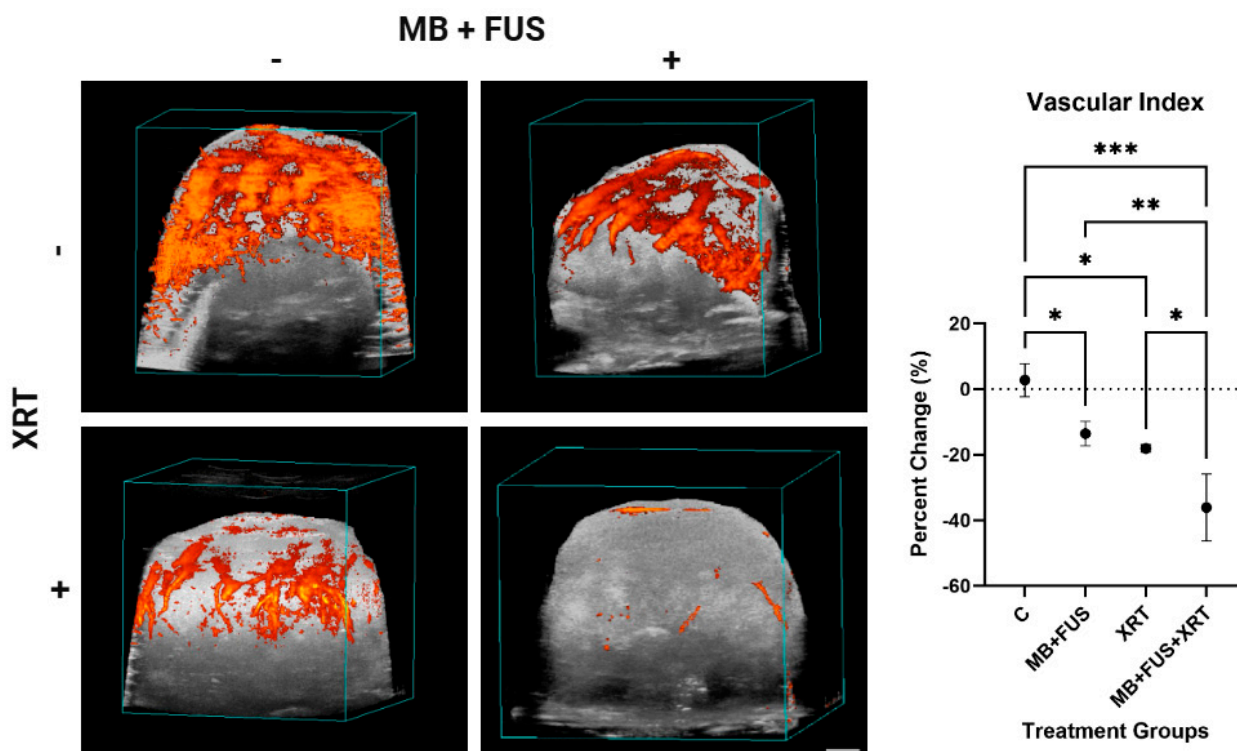 MB + FUS
- +
XRT
-
+
Vascular Index
***
**
*
* *
Percent Change (%)
20
0
-20
-40
-60
C
MB+FUS
XRT
MB+FUS+XRT
Treatment Groups